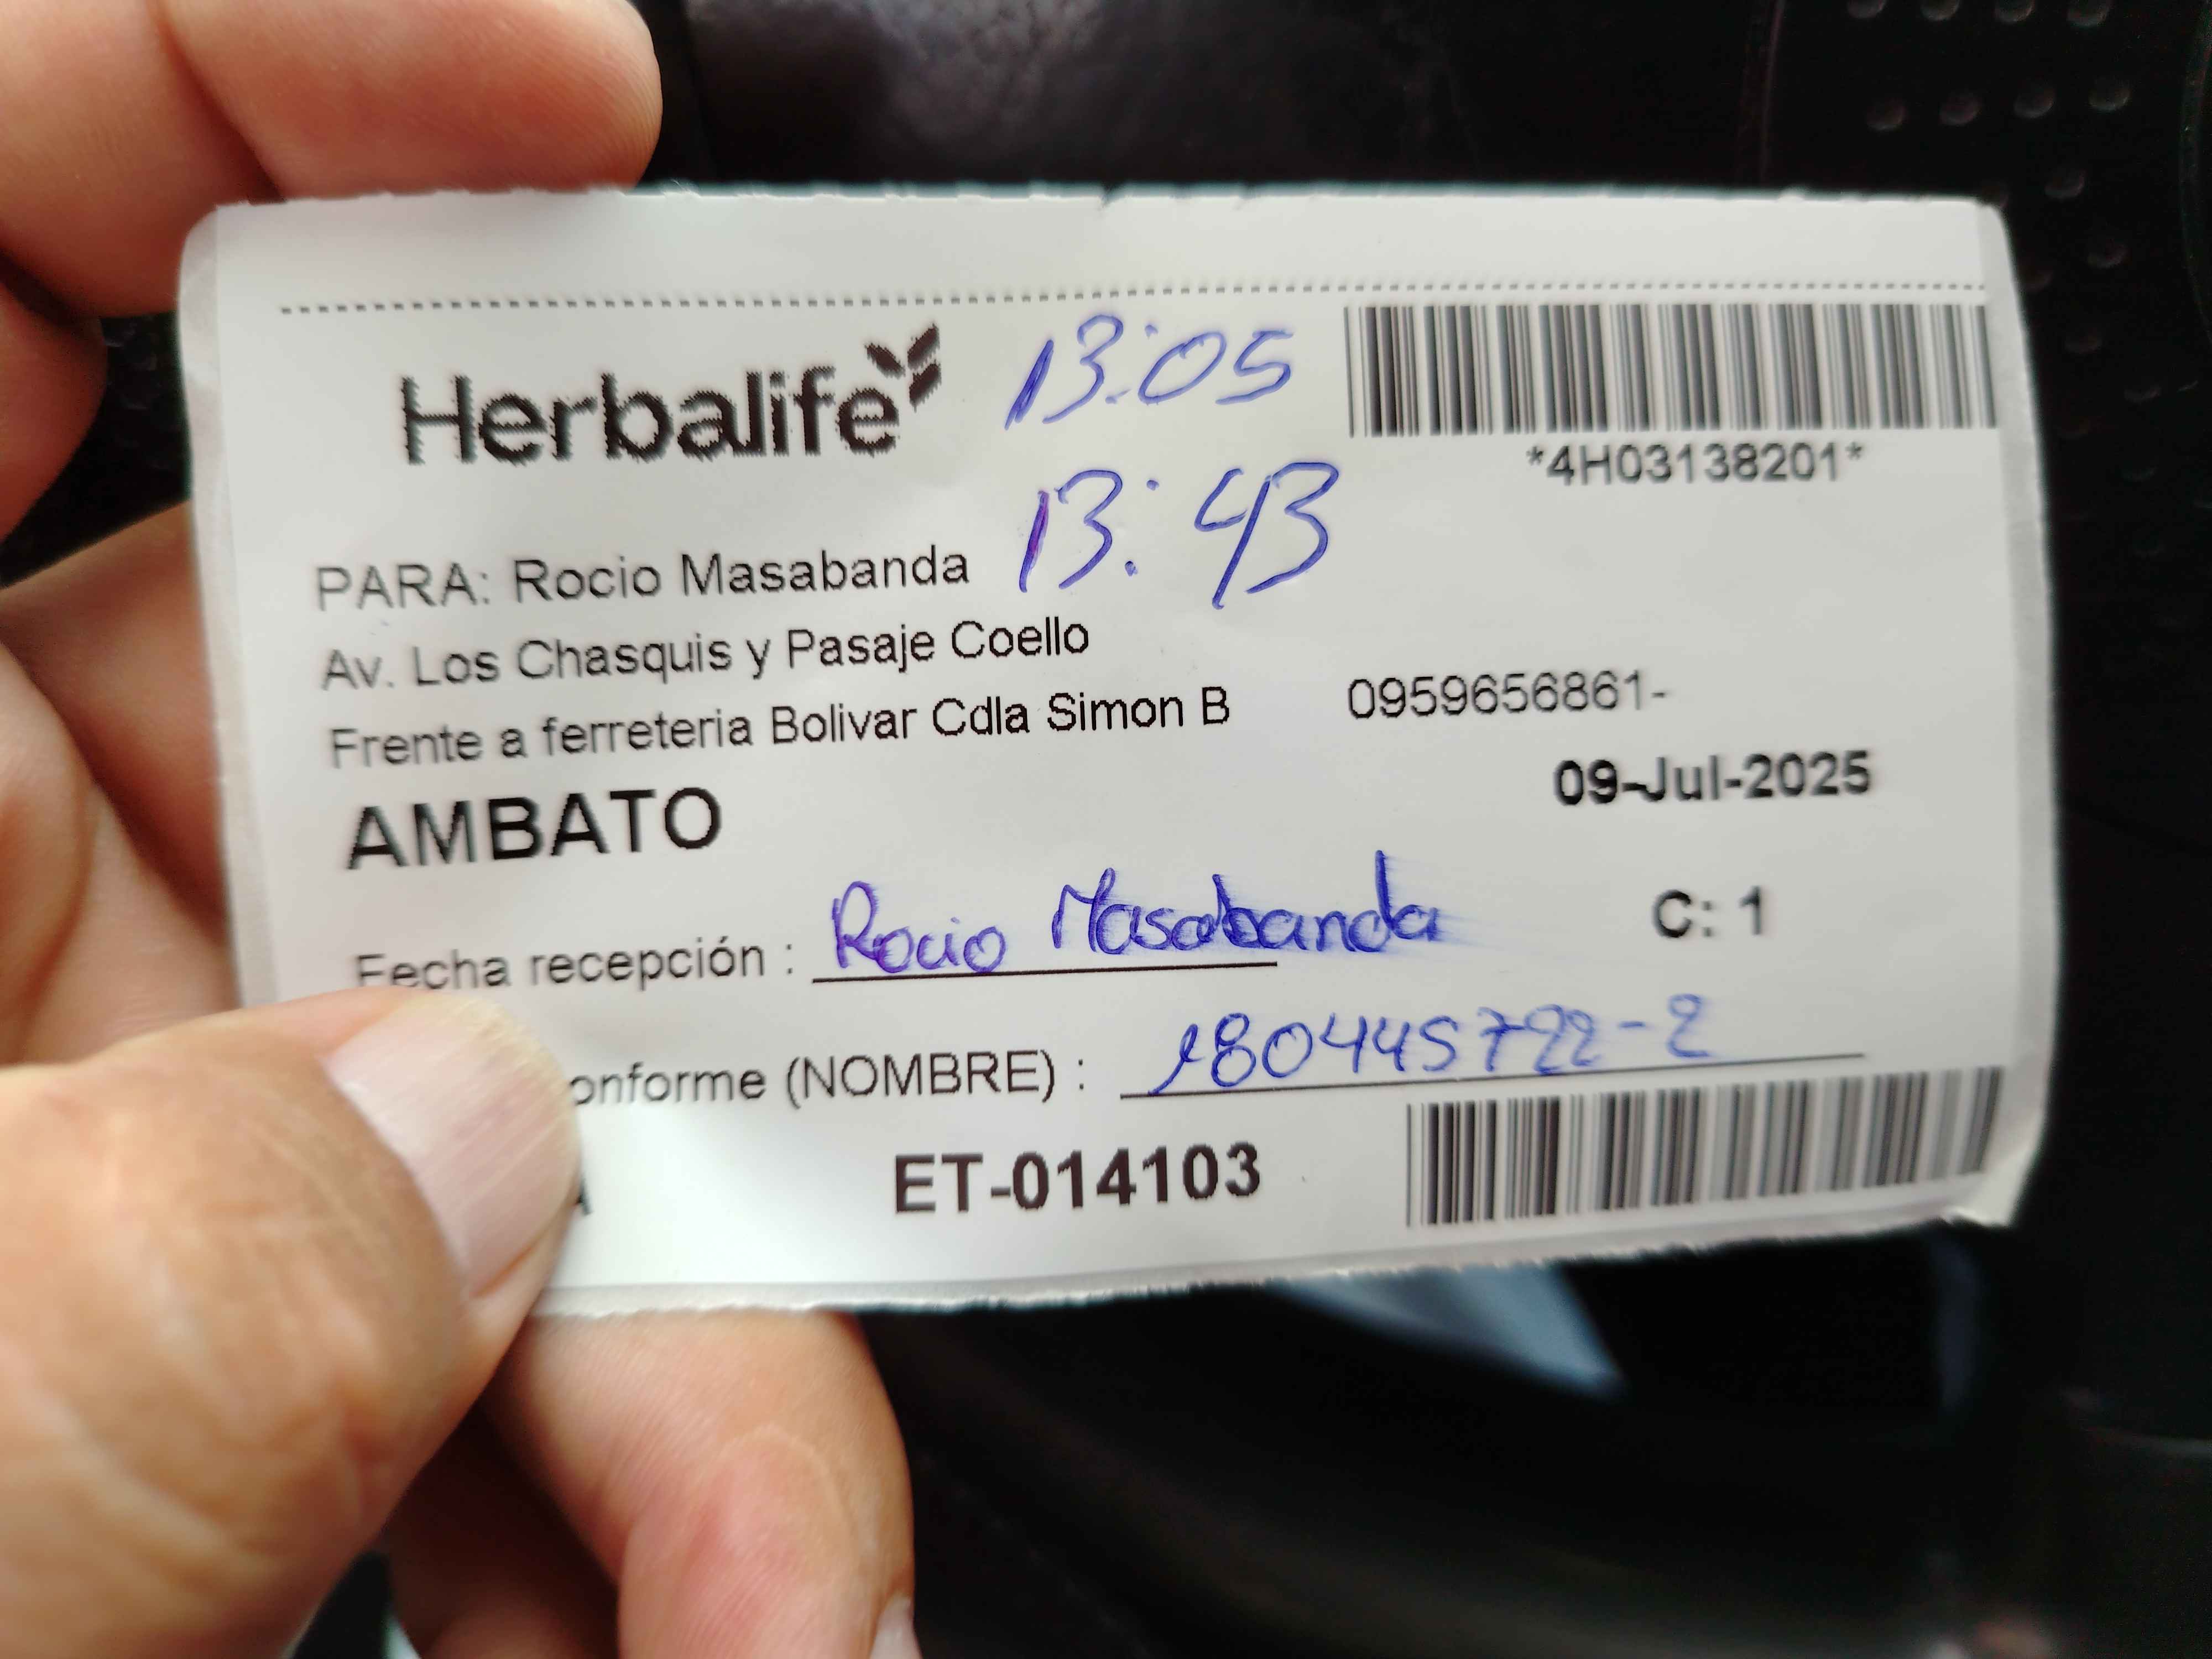 Herbalife
13:05
*4H03138201*
13:43
PARA: Rocio Masabanda
Av. Los Chasquis y Pasaje Coello
Frente a ferreteria Bolivar Cdla Simon B 0959656861-
09-Jul-2025
AMBATO
C: 1
Fecha recepción : Rocio Masabanda
onforme (NOMBRE) : 180445722-2
ET-014103